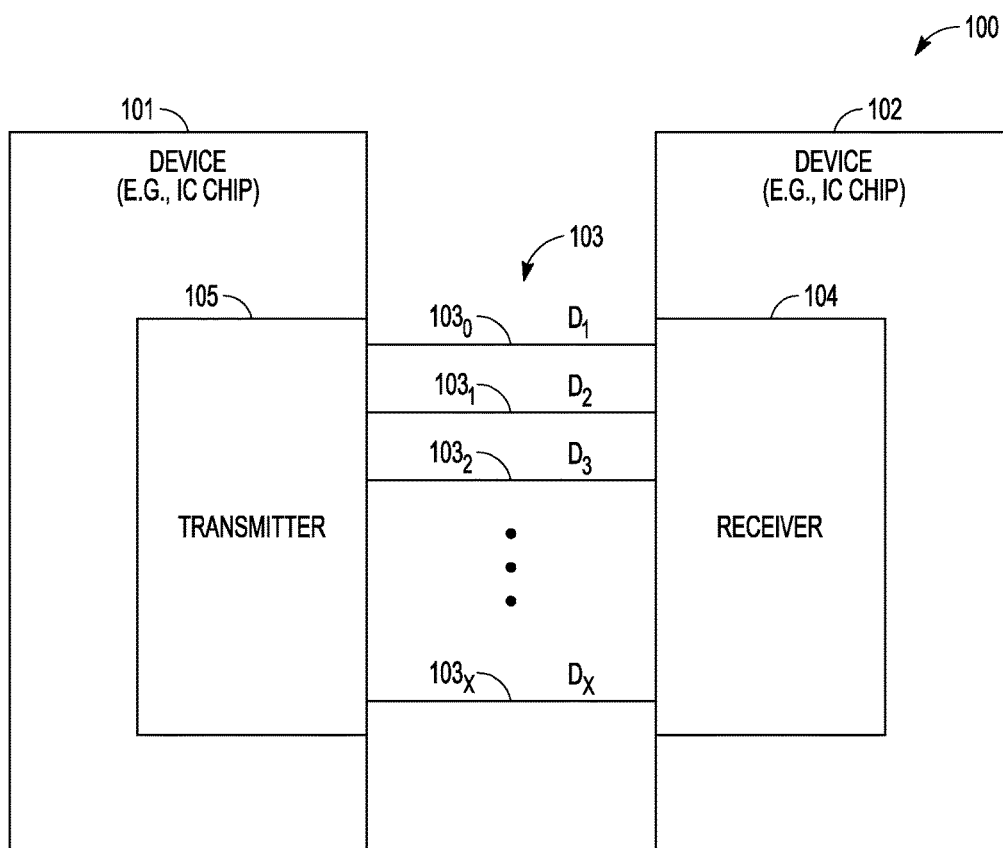 100
101
102
DEVICE
(E.G., IC CHIP)
DEVICE
(E.G., IC CHIP)
103
105
104
103₀ D₁
103₁ D₂
103₂ D₃
TRANSMITTER
RECEIVER
103ₓ Dₓ